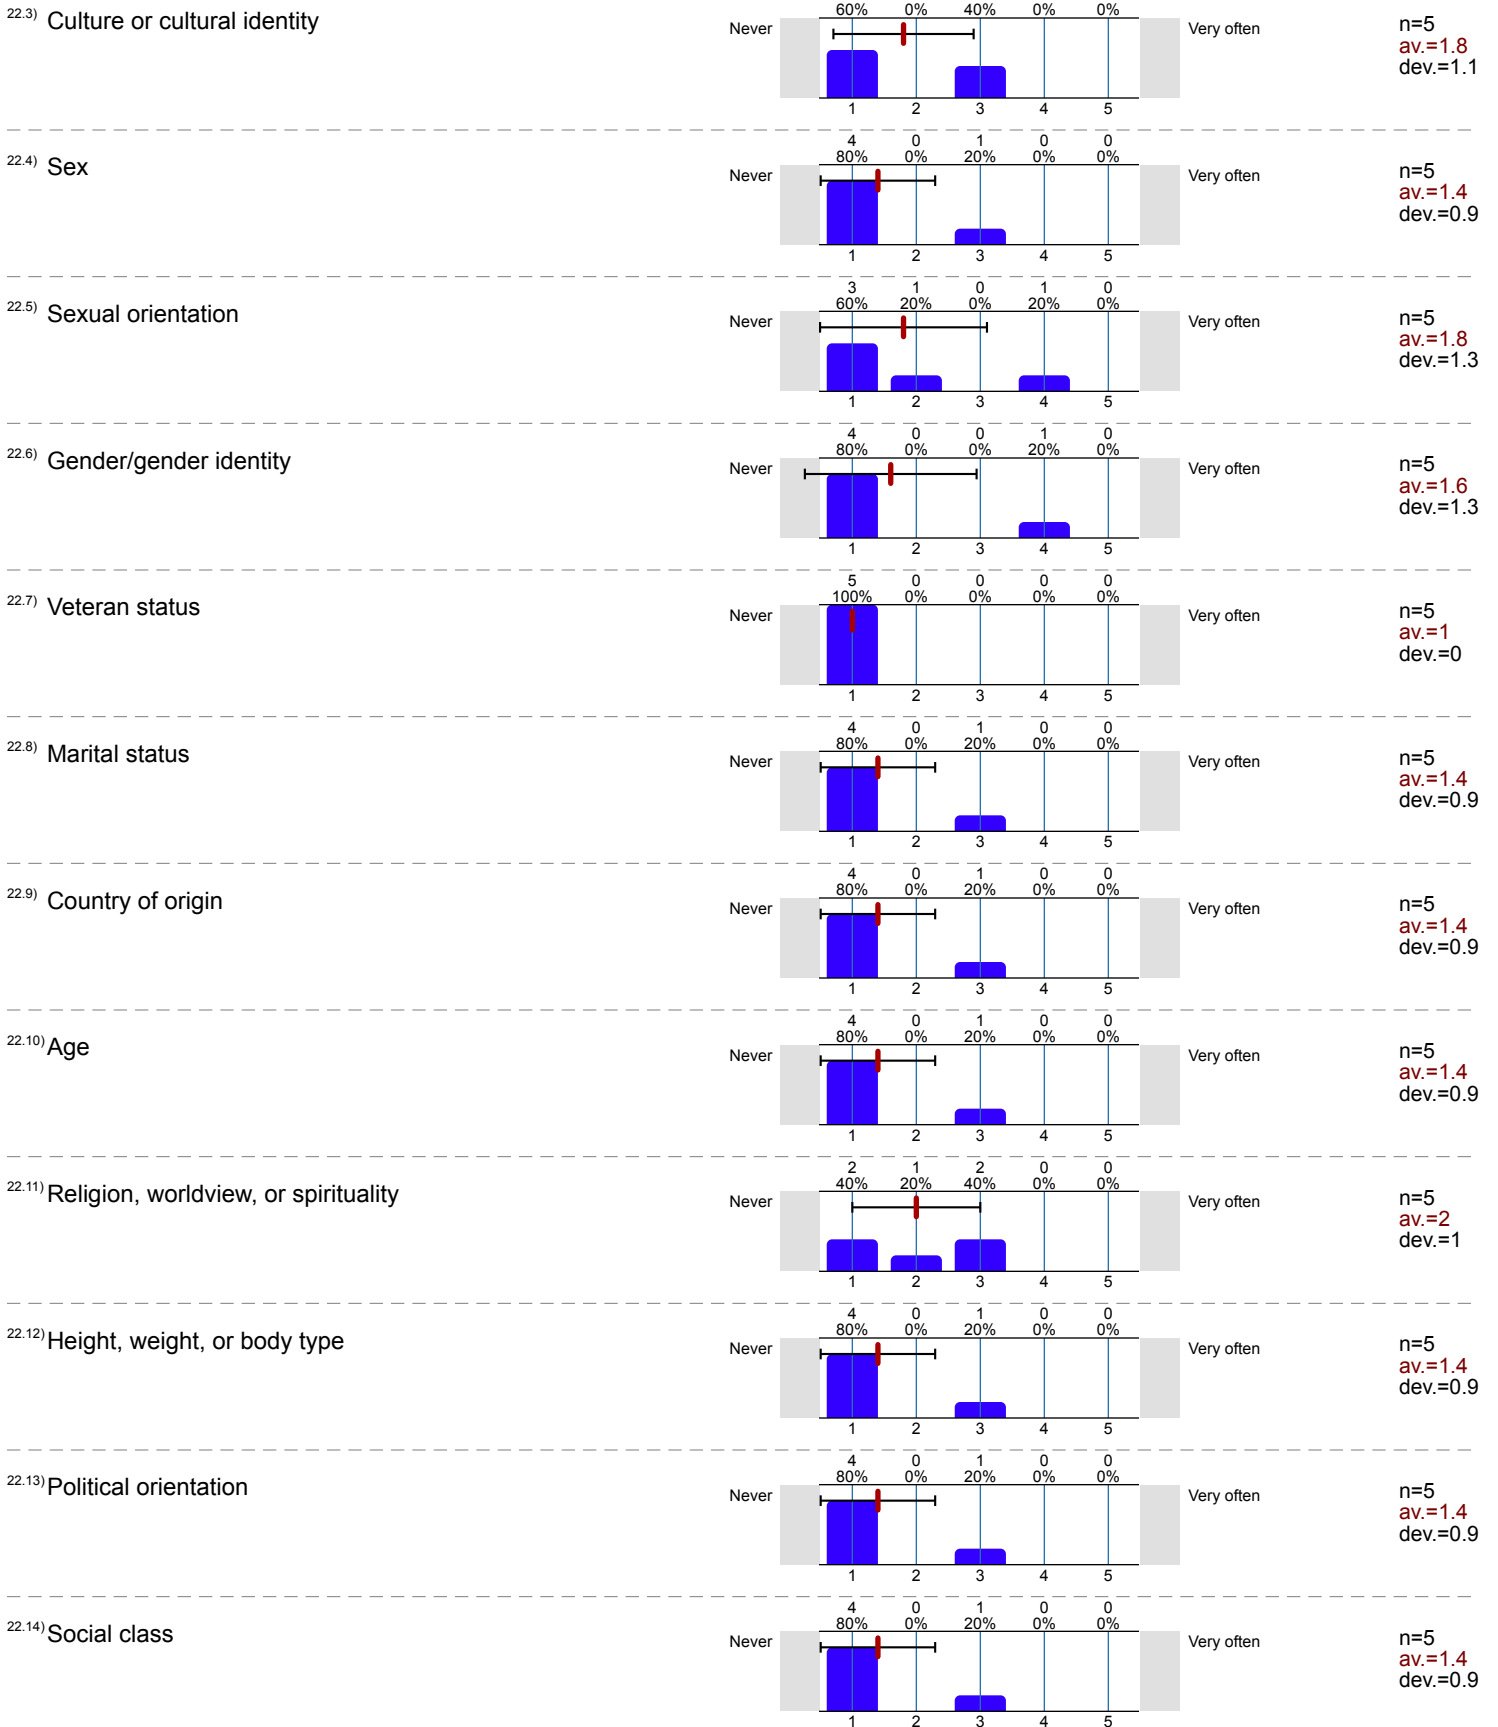 60% 0% 40% 0% 0%
22.3) Culture or cultural identity
Never Very often
n=5
av.=1.8
dev.=1.1
1 2 3 4 5
4 0 1 0 0
80% 0% 20% 0% 0%
22.4) Sex
Never Very often
n=5
av.=1.4
dev.=0.9
1 2 3 4 5
3 1 0 1 0
60% 20% 0% 20% 0%
22.5) Sexual orientation
Never Very often
n=5
av.=1.8
dev.=1.3
1 2 3 4 5
4 0 0 1 0
80% 0% 0% 20% 0%
22.6) Gender/gender identity
Never Very often
n=5
av.=1.6
dev.=1.3
1 2 3 4 5
5 0 0 0 0
100% 0% 0% 0% 0%
22.7) Veteran status
Never Very often
n=5
av.=1
dev.=0
1 2 3 4 5
4 0 1 0 0
80% 0% 20% 0% 0%
22.8) Marital status
Never Very often
n=5
av.=1.4
dev.=0.9
1 2 3 4 5
4 0 1 0 0
80% 0% 20% 0% 0%
22.9) Country of origin
Never Very often
n=5
av.=1.4
dev.=0.9
1 2 3 4 5
4 0 1 0 0
80% 0% 20% 0% 0%
22.10) Age
Never Very often
n=5
av.=1.4
dev.=0.9
1 2 3 4 5
2 1 2 0 0
40% 20% 40% 0% 0%
22.11) Religion, worldview, or spirituality
Never Very often
n=5
av.=2
dev.=1
1 2 3 4 5
4 0 1 0 0
80% 0% 20% 0% 0%
22.12) Height, weight, or body type
Never Very often
n=5
av.=1.4
dev.=0.9
1 2 3 4 5
4 0 1 0 0
80% 0% 20% 0% 0%
22.13) Political orientation
Never Very often
n=5
av.=1.4
dev.=0.9
1 2 3 4 5
4 0 1 0 0
80% 0% 20% 0% 0%
22.14) Social class
Never Very often
n=5
av.=1.4
dev.=0.9
1 2 3 4 5